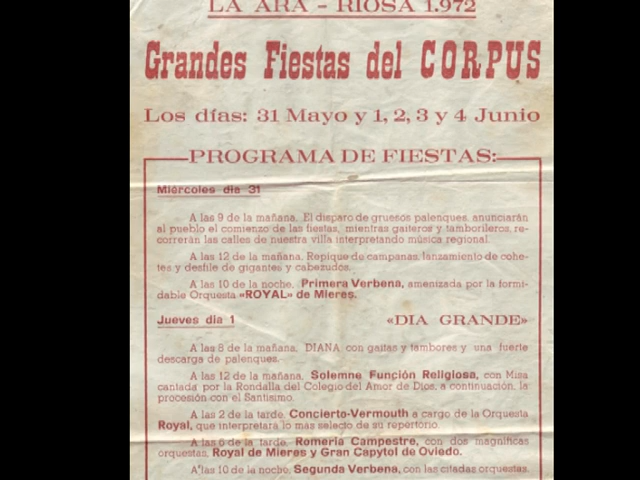 LA ARA - RIOSA 1.972
Grandes Fiestas del CORPUS
Los días: 31 Mayo y 1, 2, 3 y 4 Junio
PROGRAMA DE FIESTAS:
Miércoles día 31
A las 9 de la mañana. El disparo de gruesos palenques, anunciarán
al pueblo el comienzo de las fiestas, mientras gaiteros y tamborileros, re-
correrán las calles de nuestra villa interpretando música regional.
A las 12 de la mañana. Repique de campanas, lanzamiento de cohe-
tes y desfile de gigantes y cabezudos.
A las 10 de la noche. Primera Verbena, amenizada por la formi-
dable Orquesta «ROYAL» de Mieres.
Jueves día 1 «DIA GRANDE»
A las 8 de la mañana. DIANA con gaitas y tambores y una fuerte
descarga de palenques.-
A las 12 de la mañana. Solemne Función Religiosa, con Misa
cantada por la Rondalla del Colegio del Amor de Dios, a continuación, la
procesión con el Santísimo.
A las 2 de la tarde. Concierto-Vermouth a cargo de la Orquesta
Royal, que interpretará lo más selecto de su repertorio.
A las 6 de la tarde. Romería Campestre, con dos magníficas
orquestas, Royal de Mieres y Gran Capytol de Oviedo.
A las 10 de la noche. Segunda Verbena, con las citadas orquestas.